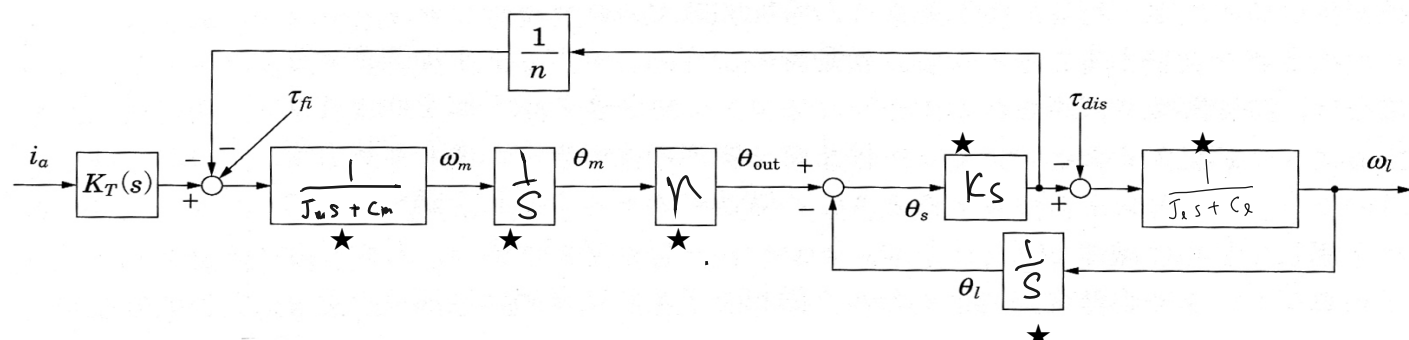 1
n
τ_fi
τ_dis
i_a
K_T(s)
−
−
+
1
J_m s + C_m
ω_m
1
S
θ_m
n
θ_out
+
−
θ_s
Ks
−
+
1
J_l s + C_l
ω_l
θ_l
1
S